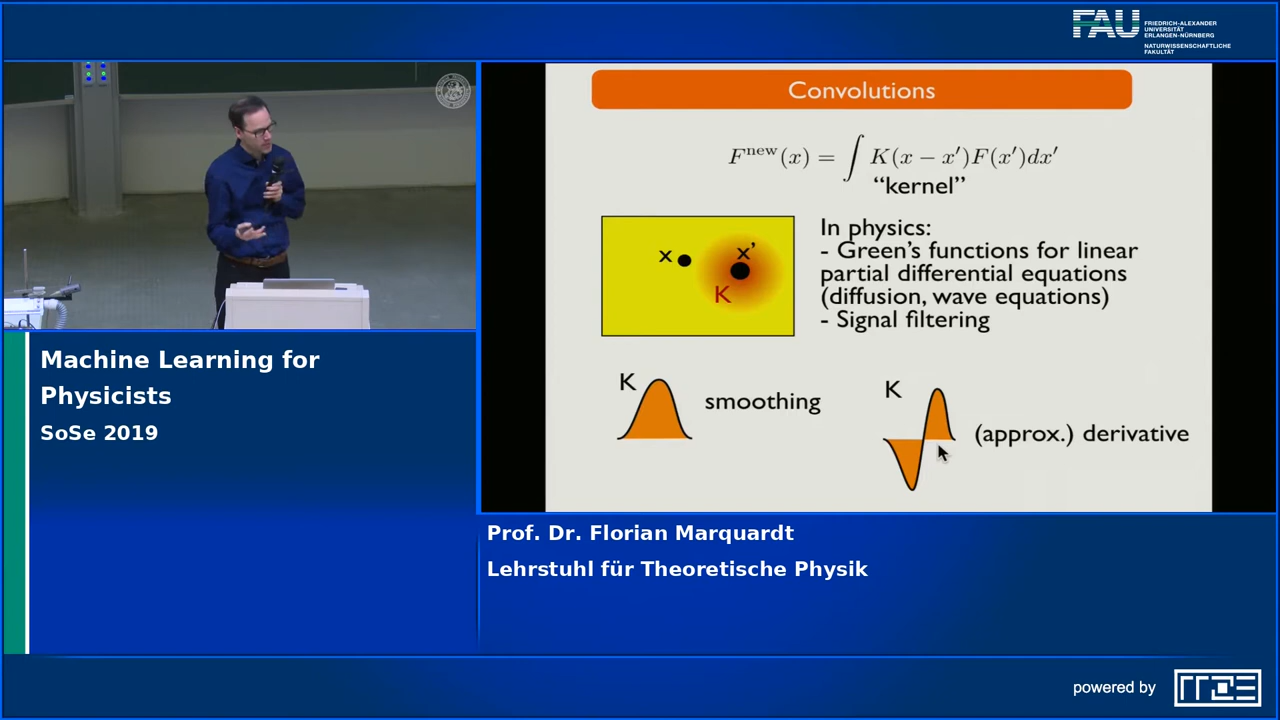 FAU
FRIEDRICH-ALEXANDER
UNIVERSITÄT
ERLANGEN-NÜRNBERG
NATURWISSENSCHAFTLICHE
FAKULTÄT
Convolutions
F^new(x) = ∫ K(x − x′)F(x′)dx′
“kernel”
x
x’
K
In physics:
- Green’s functions for linear
partial differential equations
(diffusion, wave equations)
- Signal filtering
K
smoothing
K
(approx.) derivative
Machine Learning for
Physicists
SoSe 2019
Prof. Dr. Florian Marquardt
Lehrstuhl für Theoretische Physik
powered by